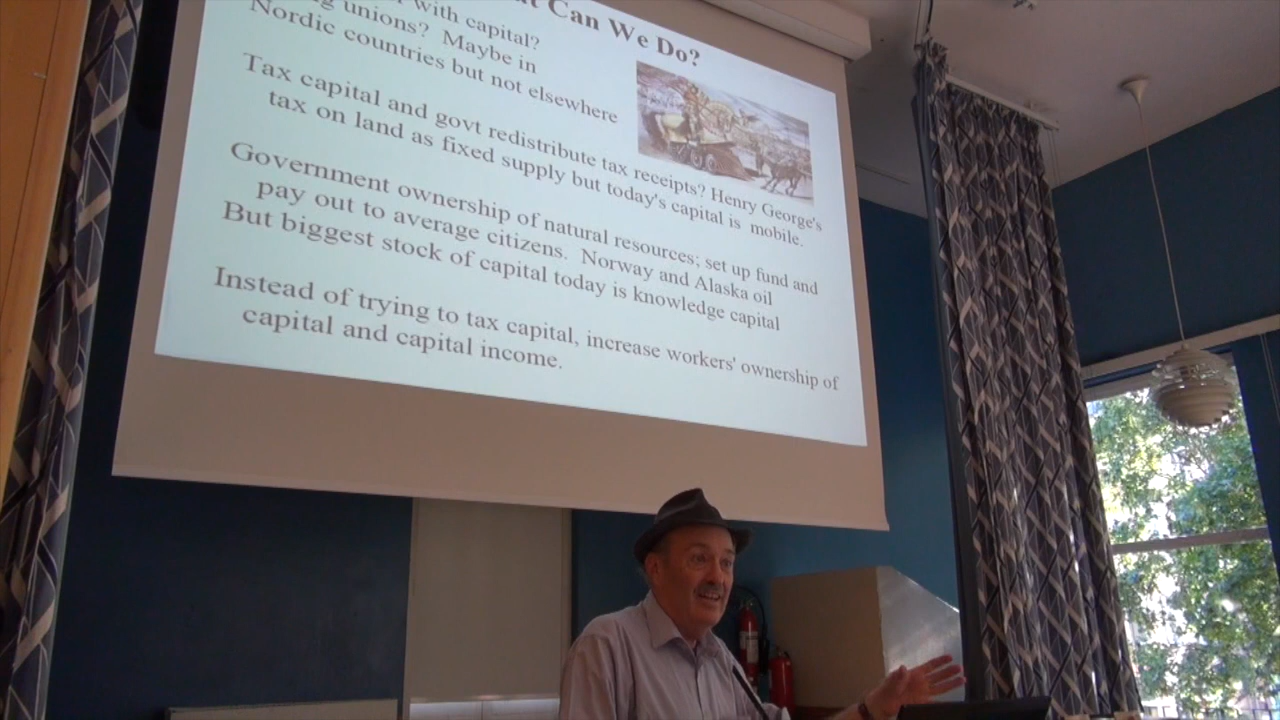 Can We Do?
with capital?
unions? Maybe in
Nordic countries but not elsewhere
Tax capital and govt redistribute tax receipts? Henry George's
tax on land as fixed supply but today's capital is mobile.
Government ownership of natural resources; set up fund and
pay out to average citizens. Norway and Alaska oil
But biggest stock of capital today is knowledge capital
Instead of trying to tax capital, increase workers' ownership of
capital and capital income.